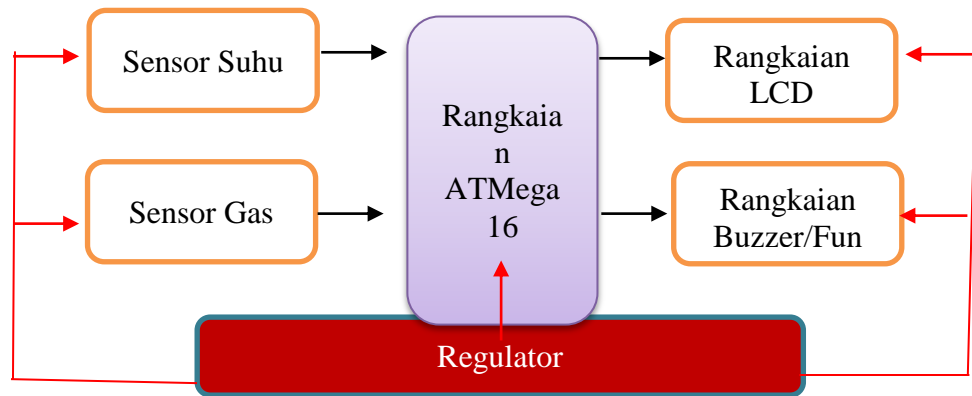 Sensor Suhu
Sensor Gas
Rangkaia
n
ATMega
16
Rangkaian
LCD
Rangkaian
Buzzer/Fun
Regulator